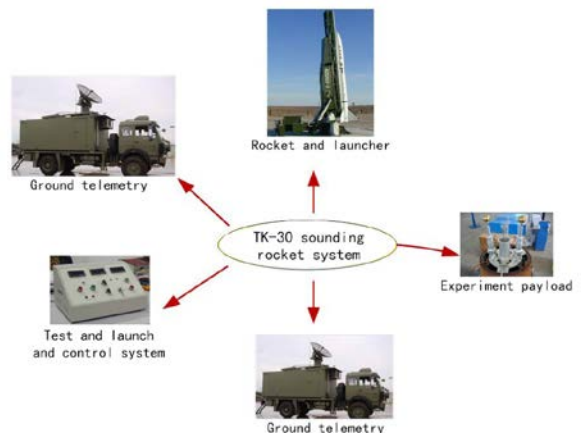 Rocket and launcher
Ground telemetry
TK-30 sounding
rocket system
Experiment payload
Test and launch
and control system
Ground telemetry